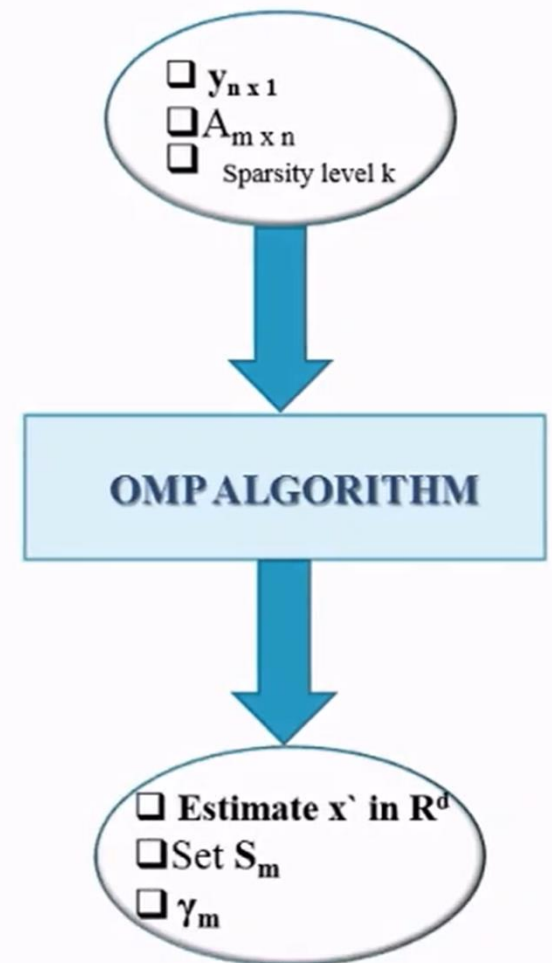 ❑ yₙ ₓ ₁
❑Aₘ ₓ ₙ
❑ Sparsity level k
OMP ALGORITHM
❑ Estimate x` in Rᵈ
❑Set Sₘ
❑ γₘ